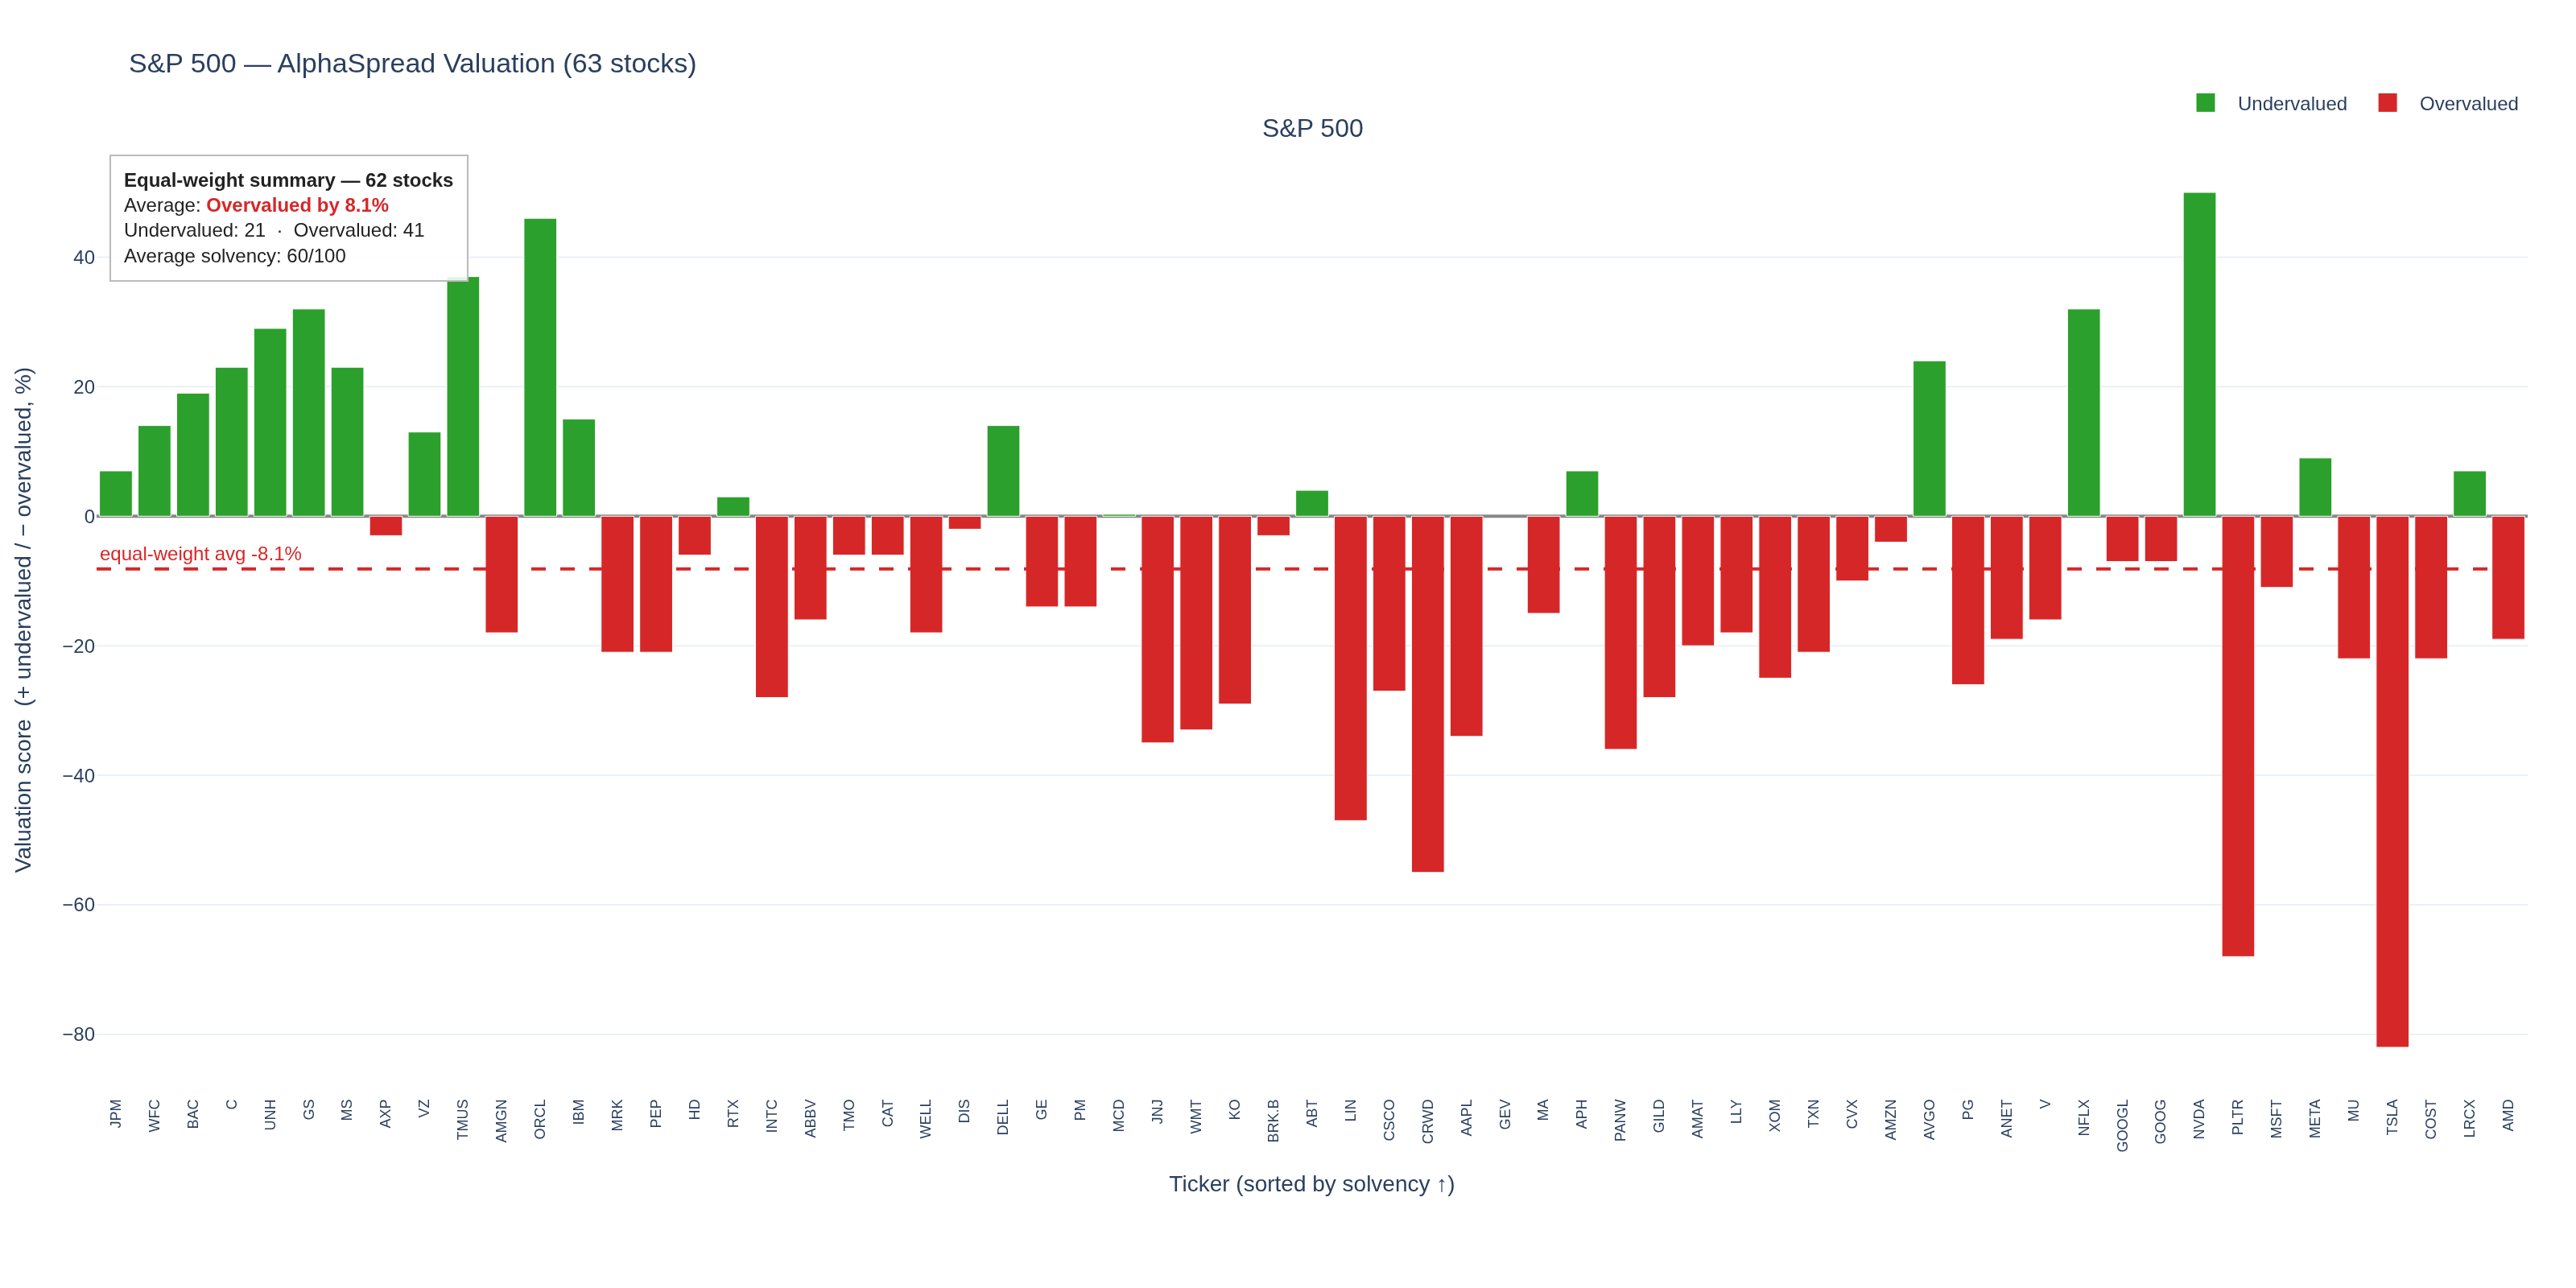 S&P 500 — AlphaSpread Valuation (63 stocks)
Undervalued Overvalued
S&P 500
Equal-weight summary — 62 stocks
Average: Overvalued by 8.1%
Undervalued: 21 · Overvalued: 41
Average solvency: 60/100
Valuation score (+ undervalued / − overvalued, %)
40
20
0
−20
−40
−60
−80
equal-weight avg -8.1%
JPM
WFC
BAC
C
UNH
GS
MS
AXP
VZ
TMUS
AMGN
ORCL
IBM
MRK
PEP
HD
RTX
INTC
ABBV
TMO
CAT
WELL
DIS
DELL
GE
PM
MCD
JNJ
WMT
KO
BRK.B
ABT
LIN
CSCO
CRWD
AAPL
GEV
MA
APH
PANW
GILD
AMAT
LLY
XOM
TXN
CVX
AMZN
AVGO
PG
ANET
V
NFLX
GOOGL
GOOG
NVDA
PLTR
MSFT
META
MU
TSLA
COST
LRCX
AMD
Ticker (sorted by solvency ↑)